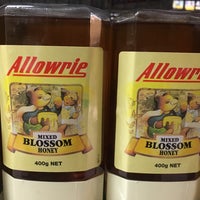 Allowrie
MIXED
BLOSSOM
HONEY
400g NET
Allowrie
MIXED
BLOSSOM
HONEY
400g NET